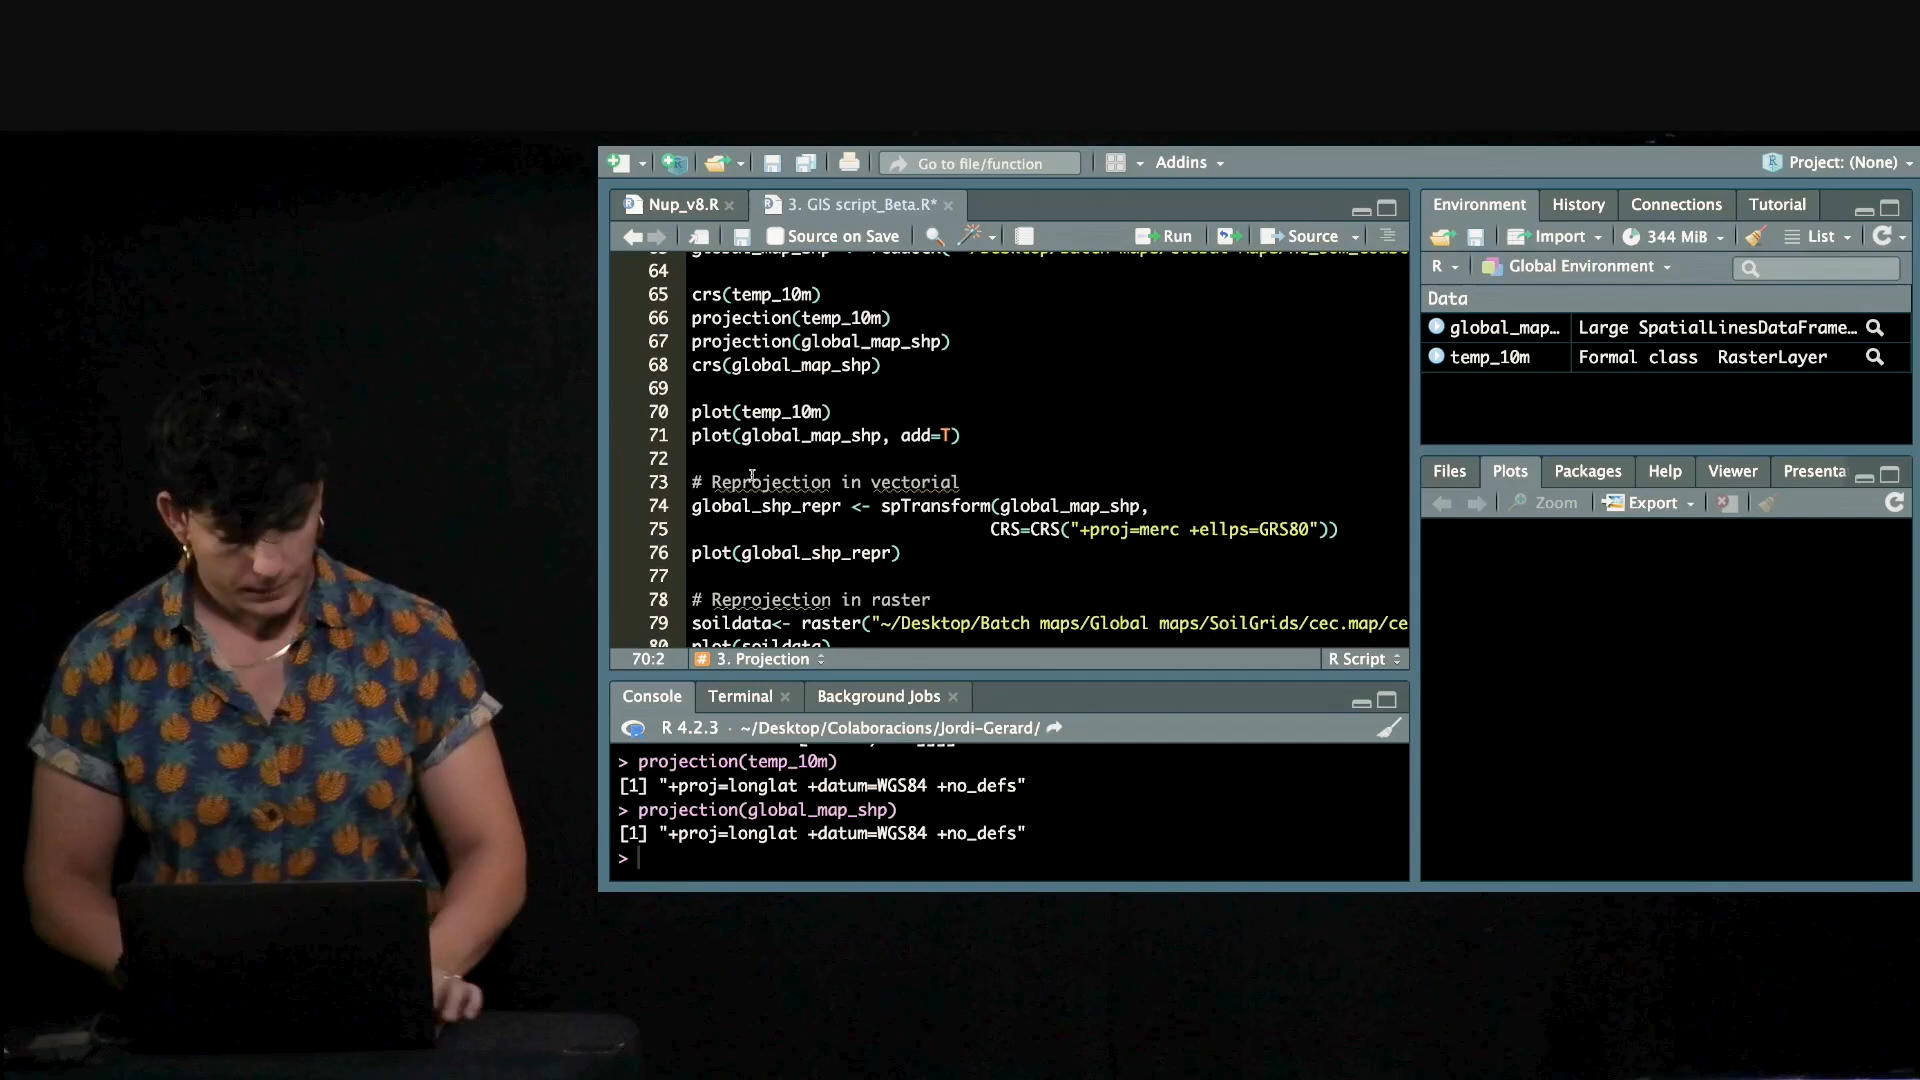 Go to file/function
Addins
Project: (None)
Nup_v8.R
3. GIS script_Beta.R*
Source on Save
Run
Source
64
65 crs(temp_10m)
66 projection(temp_10m)
67 projection(global_map_shp)
68 crs(global_map_shp)
69
70 plot(temp_10m)
71 plot(global_map_shp, add=T)
72
73 # Reprojection in vectorial
74 global_shp_repr <- spTransform(global_map_shp,
75 CRS=CRS("+proj=merc +ellps=GRS80"))
76 plot(global_shp_repr)
77
78 # Reprojection in raster
79 soildata<- raster("~/Desktop/Batch maps/Global maps/SoilGrids/cec.map/ce
80 plot(soildata)
70:2
# 3. Projection
R Script
Console
Terminal
Background Jobs
R 4.2.3 · ~/Desktop/Colaboracions/Jordi-Gerard/
> projection(temp_10m)
[1] "+proj=longlat +datum=WGS84 +no_defs"
> projection(global_map_shp)
[1] "+proj=longlat +datum=WGS84 +no_defs"
>
Environment
History
Connections
Tutorial
Import
344 MiB
List
R
Global Environment
Data
global_map… Large SpatialLinesDataFrame…
temp_10m Formal class RasterLayer
Files
Plots
Packages
Help
Viewer
Presenta
Zoom
Export